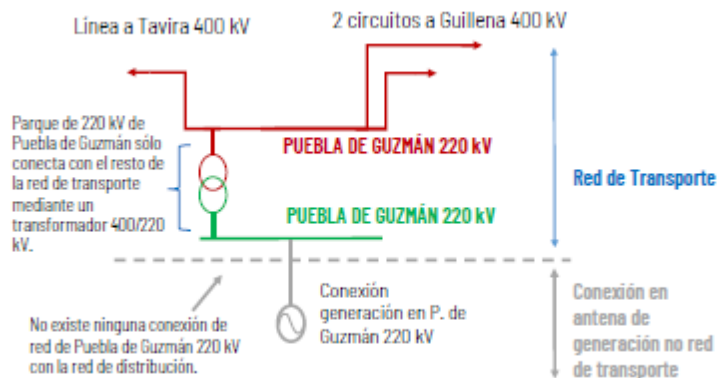 Línea a Tavira 400 kV
2 circuitos a Guillena 400 kV
Parque de 220 kV de
Puebla de Guzmán sólo
conecta con el resto de
la red de transporte
mediante un
transformador 400/220
kV.
PUEBLA DE GUZMÁN 220 kV
Red de Transporte
PUEBLA DE GUZMÁN 220 kV
No existe ninguna conexión de
red de Puebla de Guzmán 220 kV
con la red de distribución.
Conexión
generación en P. de
Guzmán 220 kV
Conexión en
antena de
generación no red
de transporte